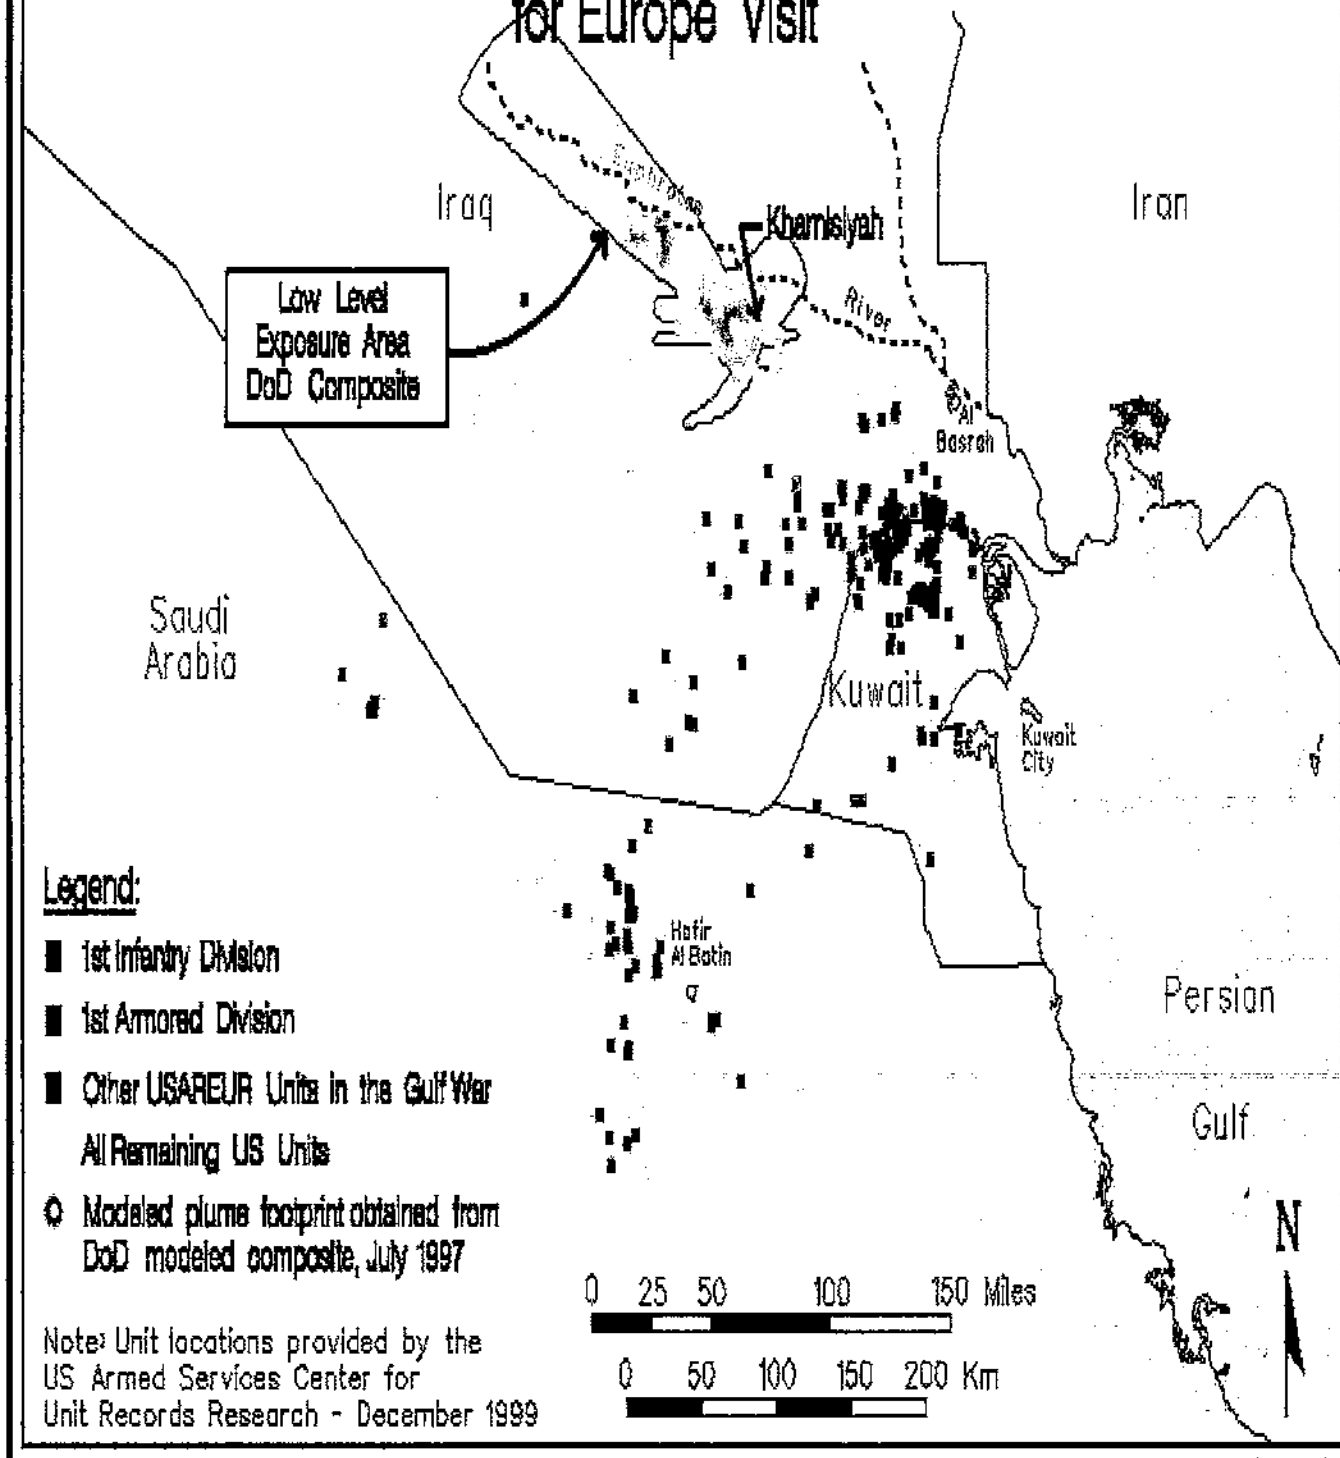 for Europe Visit
Iraq
Euphrates
Khamisiyah
Iran
River
Low Level
Exposure Area
DoD Composite
Al
Basrah
Saudi
Arabia
Kuwait
Kuwait
City
Legend:
1st Infantry Division
1st Armored Division
Other USAREUR Units in the Gulf War
All Remaining US Units
Modeled plume footprint obtained from
DoD modeled composite, July 1997
Hafir
Al Batin
Persian
Gulf
N
0 25 50 100 150 Miles
0 50 100 150 200 Km
Note: Unit locations provided by the
US Armed Services Center for
Unit Records Research - December 1999